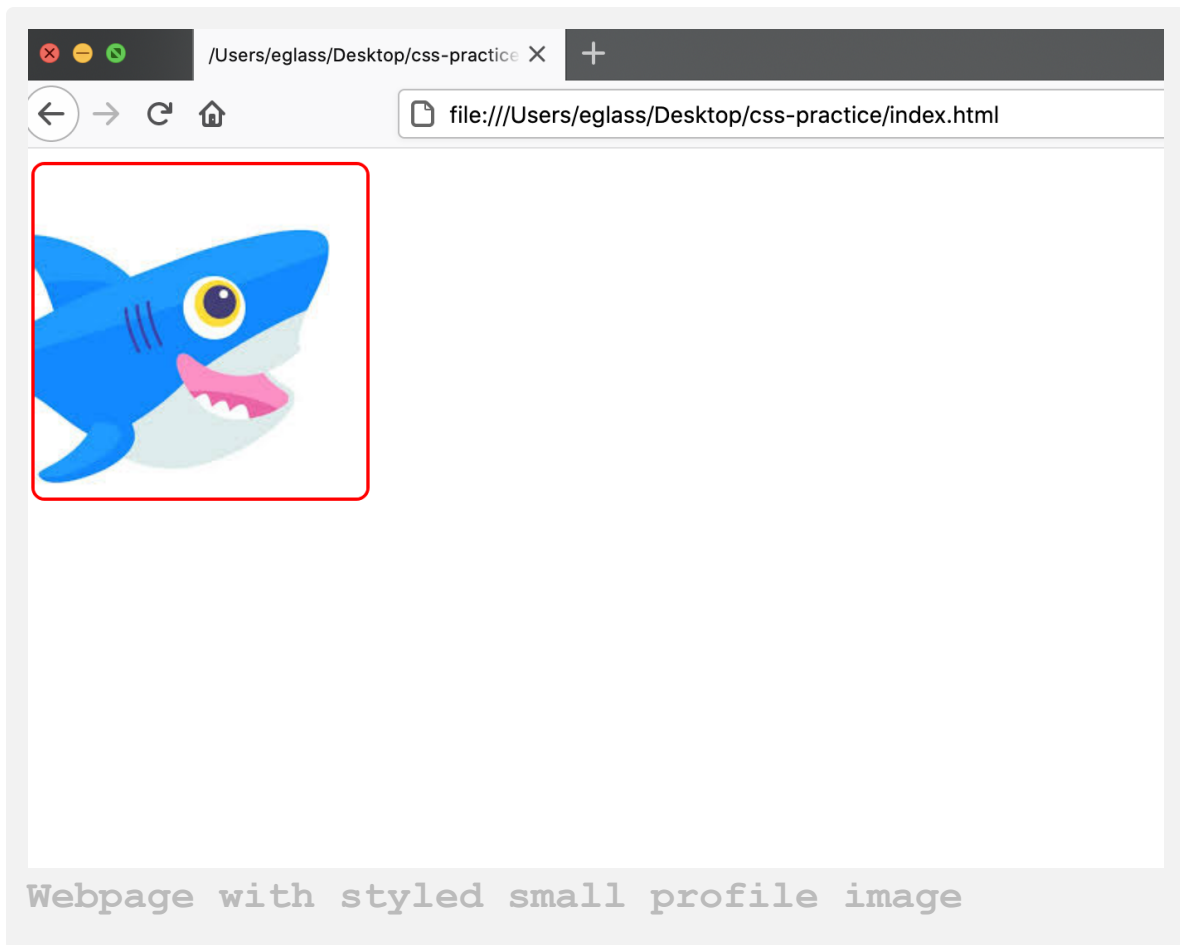 /Users/eglass/Desktop/css-practice
file:///Users/eglass/Desktop/css-practice/index.html
Webpage with styled small profile image